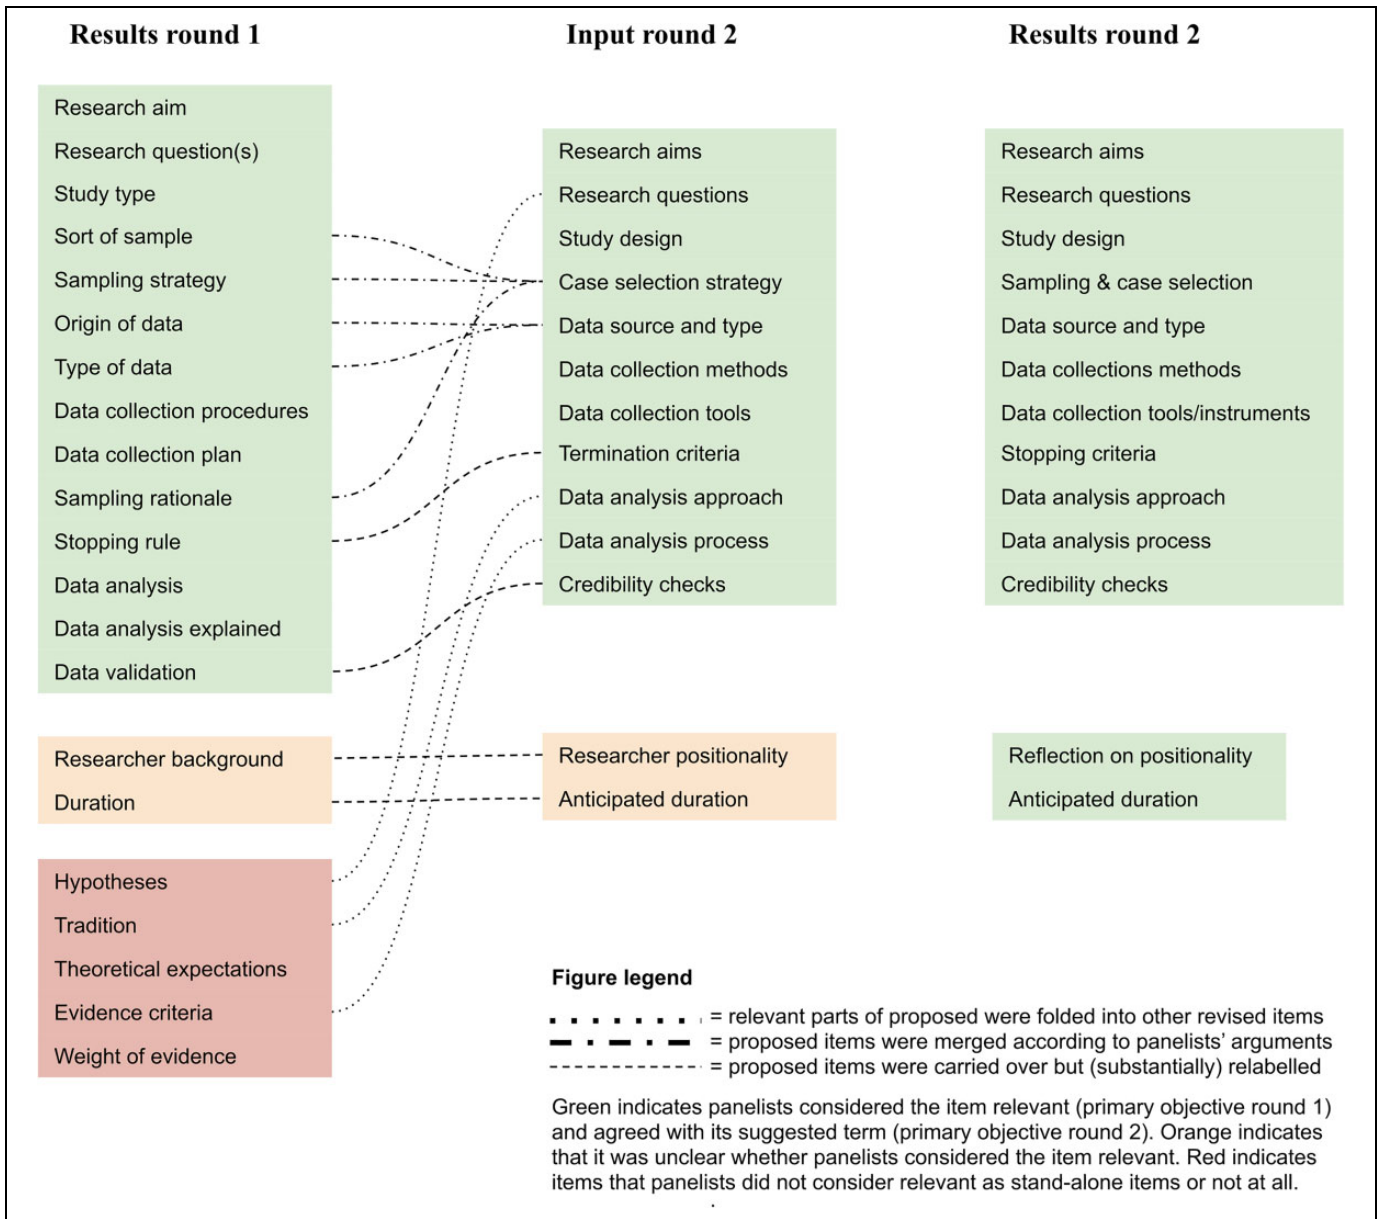 Results round 1
Input round 2
Results round 2
Research aim
Research question(s)
Study type
Sort of sample
Sampling strategy
Origin of data
Type of data
Data collection procedures
Data collection plan
Sampling rationale
Stopping rule
Data analysis
Data analysis explained
Data validation
Researcher background
Duration
Hypotheses
Tradition
Theoretical expectations
Evidence criteria
Weight of evidence
Research aims
Research questions
Study design
Case selection strategy
Data source and type
Data collection methods
Data collection tools
Termination criteria
Data analysis approach
Data analysis process
Credibility checks
Researcher positionality
Anticipated duration
Research aims
Research questions
Study design
Sampling & case selection
Data source and type
Data collections methods
Data collection tools/instruments
Stopping criteria
Data analysis approach
Data analysis process
Credibility checks
Reflection on positionality
Anticipated duration
Figure legend
= relevant parts of proposed were folded into other revised items
= proposed items were merged according to panelists' arguments
= proposed items were carried over but (substantially) relabelled
Green indicates panelists considered the item relevant (primary objective round 1)
and agreed with its suggested term (primary objective round 2). Orange indicates
that it was unclear whether panelists considered the item relevant. Red indicates
items that panelists did not consider relevant as stand-alone items or not at all.
.